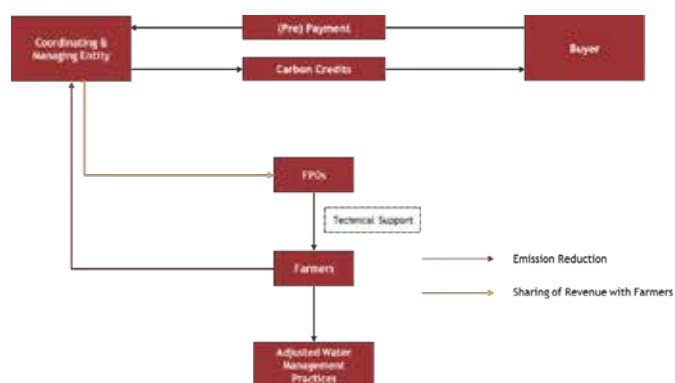 (Pre) Payment
Coordinating &
Managing Entity
Buyer
Carbon Credits
FPOs
Technical Support
Farmers
Emission Reduction
Sharing of Revenue with Farmers
Adjusted Water
Management
Practices